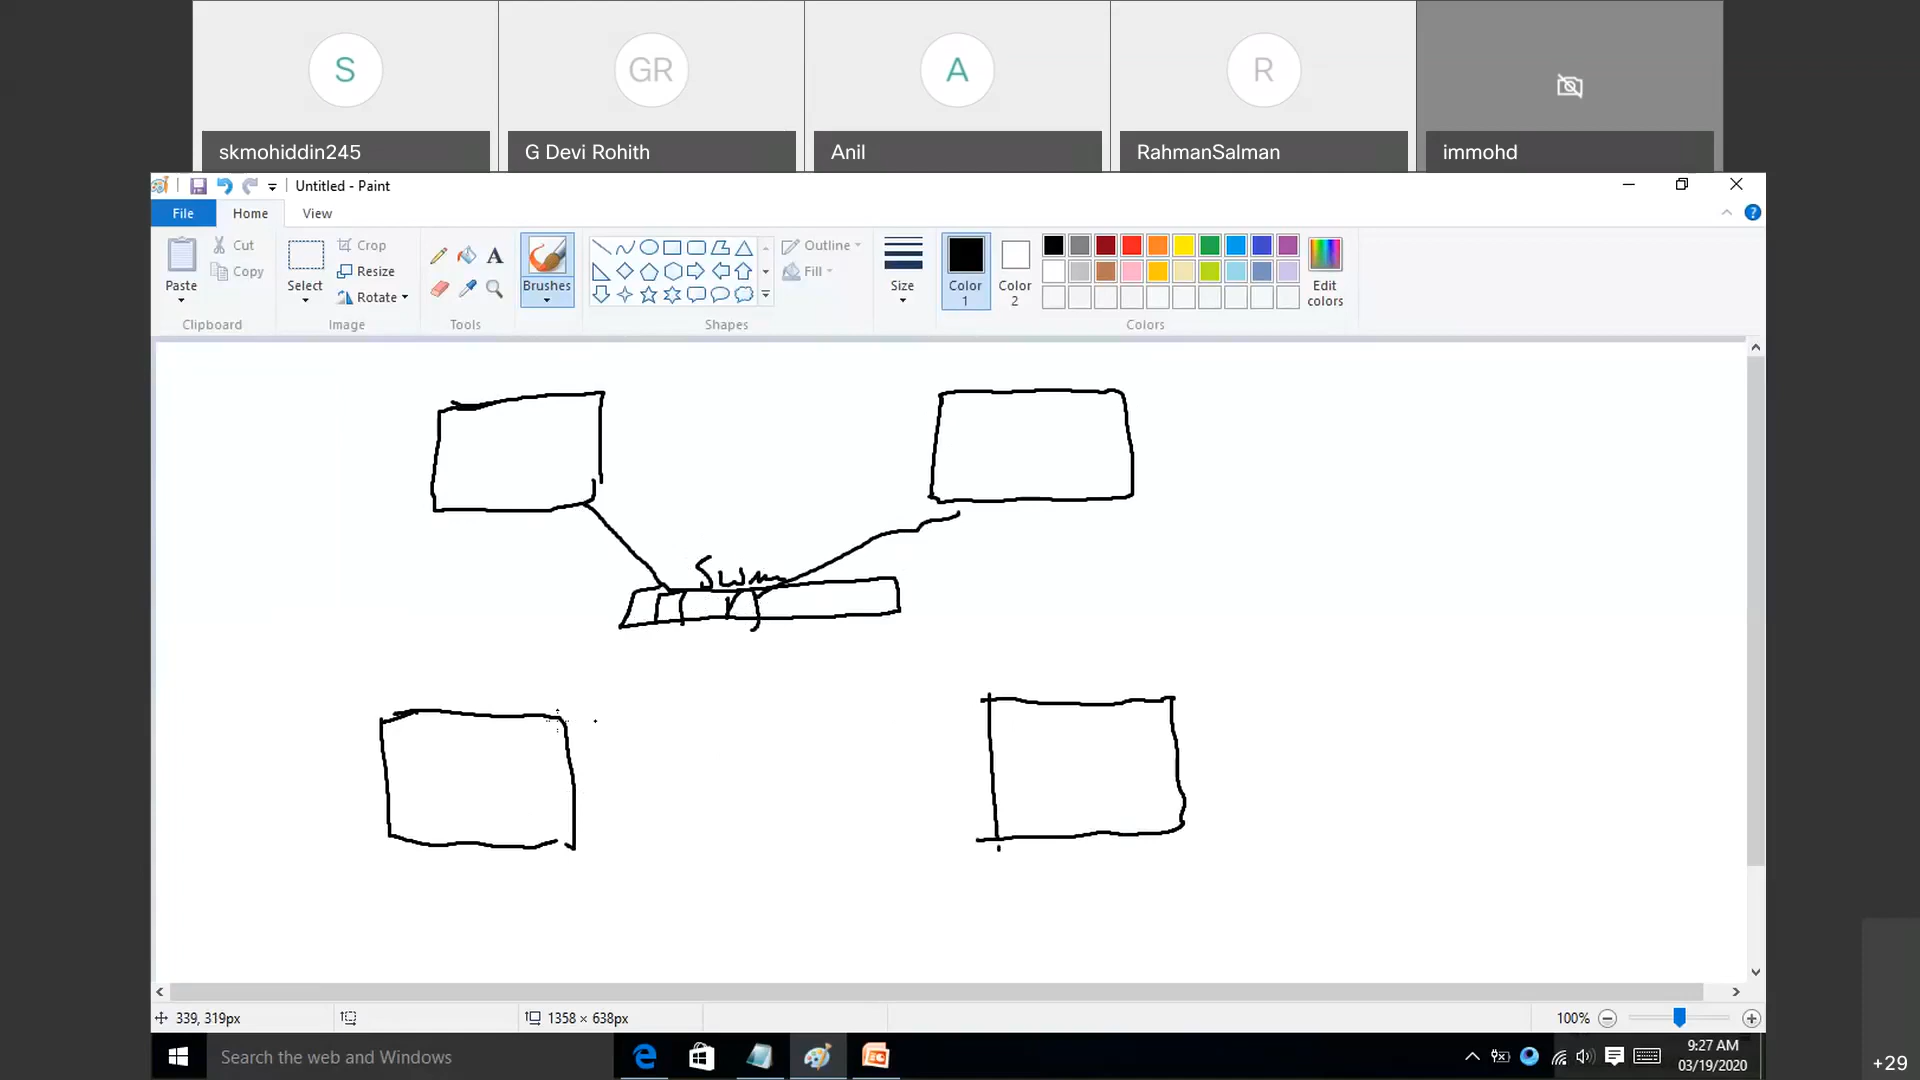 S
GR
A
R
skmohiddin245
G Devi Rohith
Anil
RahmanSalman
immohd
Untitled - Paint
File
Home
View
Paste
Cut
Copy
Clipboard
Select
Crop
Resize
Rotate
Image
A
Tools
Brushes
Outline
Fill
Shapes
Size
Color
1
Color
2
Edit
colors
Colors
339, 319px
1358 × 638px
100%
Search the web and Windows
9:27 AM
03/19/2020
+29